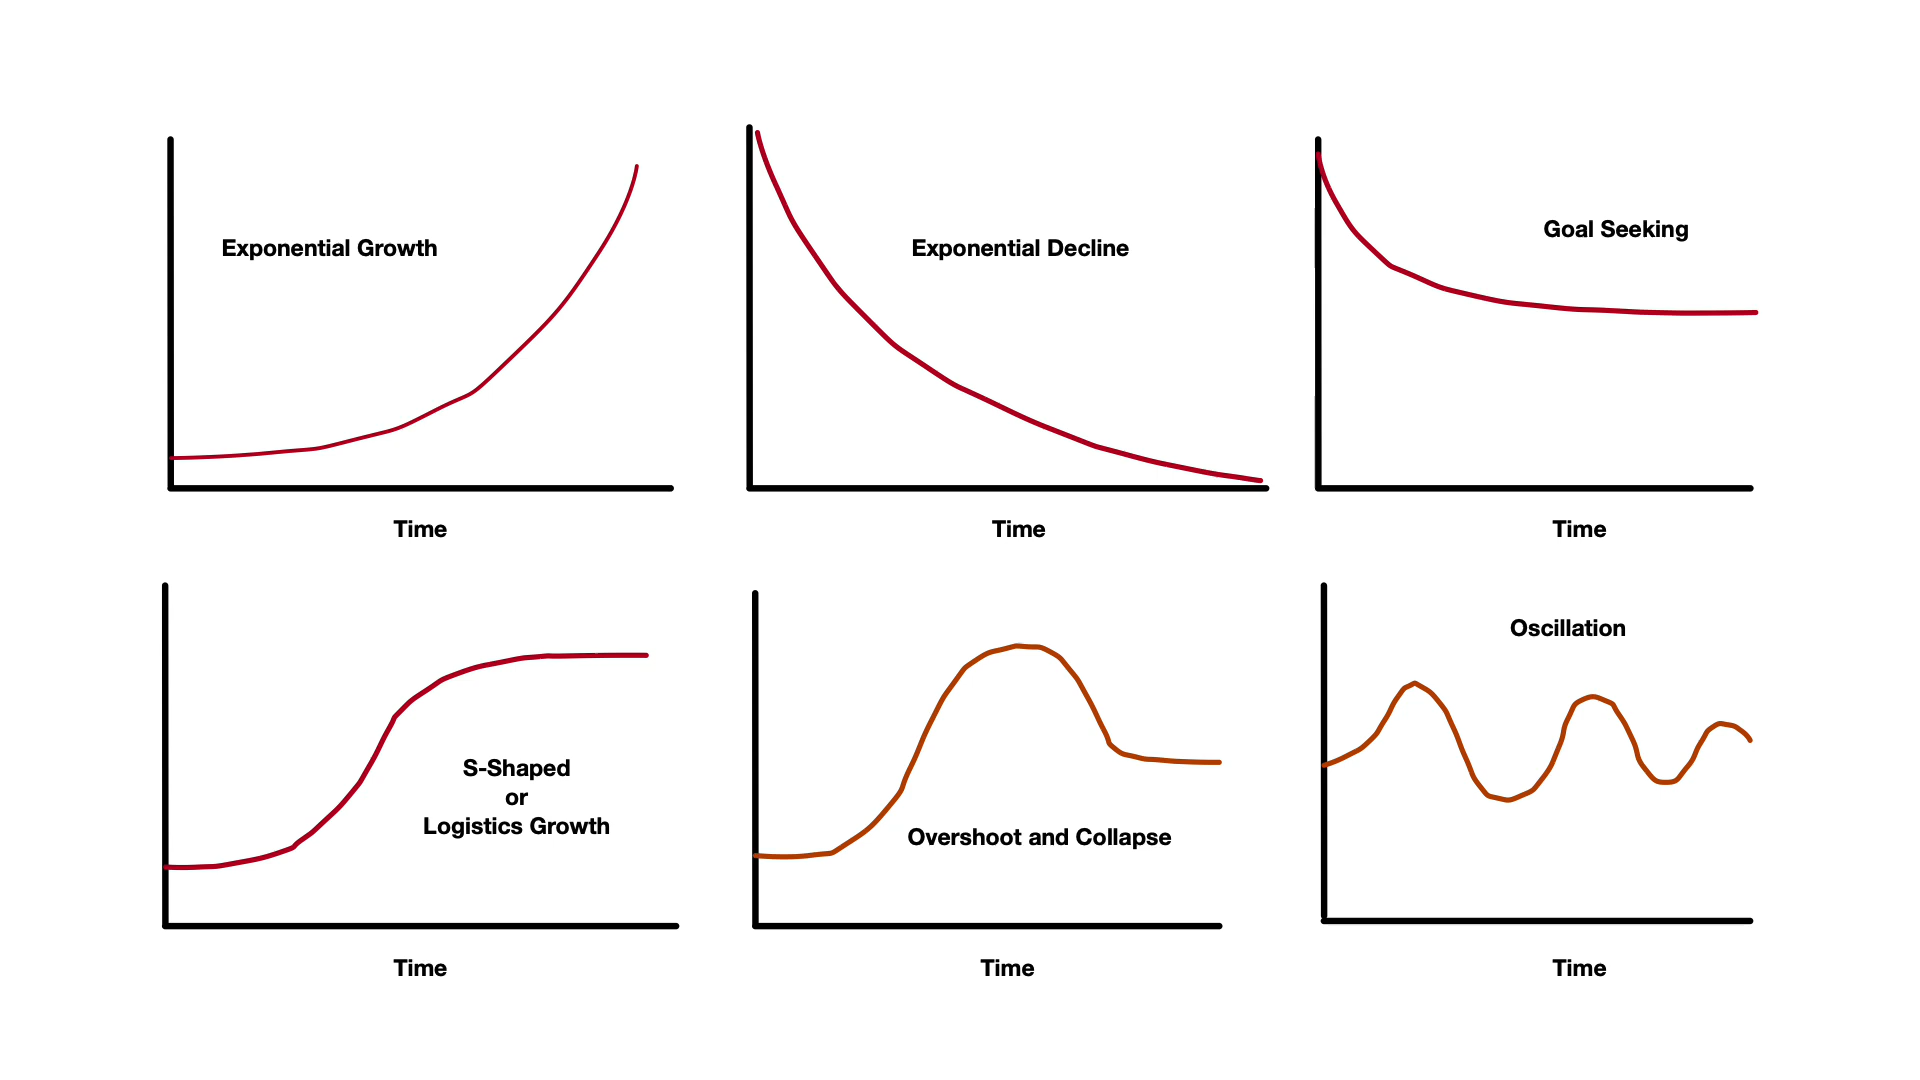 Exponential Growth
Time
Exponential Decline
Time
Goal Seeking
Time
S-Shaped
or
Logistics Growth
Time
Overshoot and Collapse
Time
Oscillation
Time